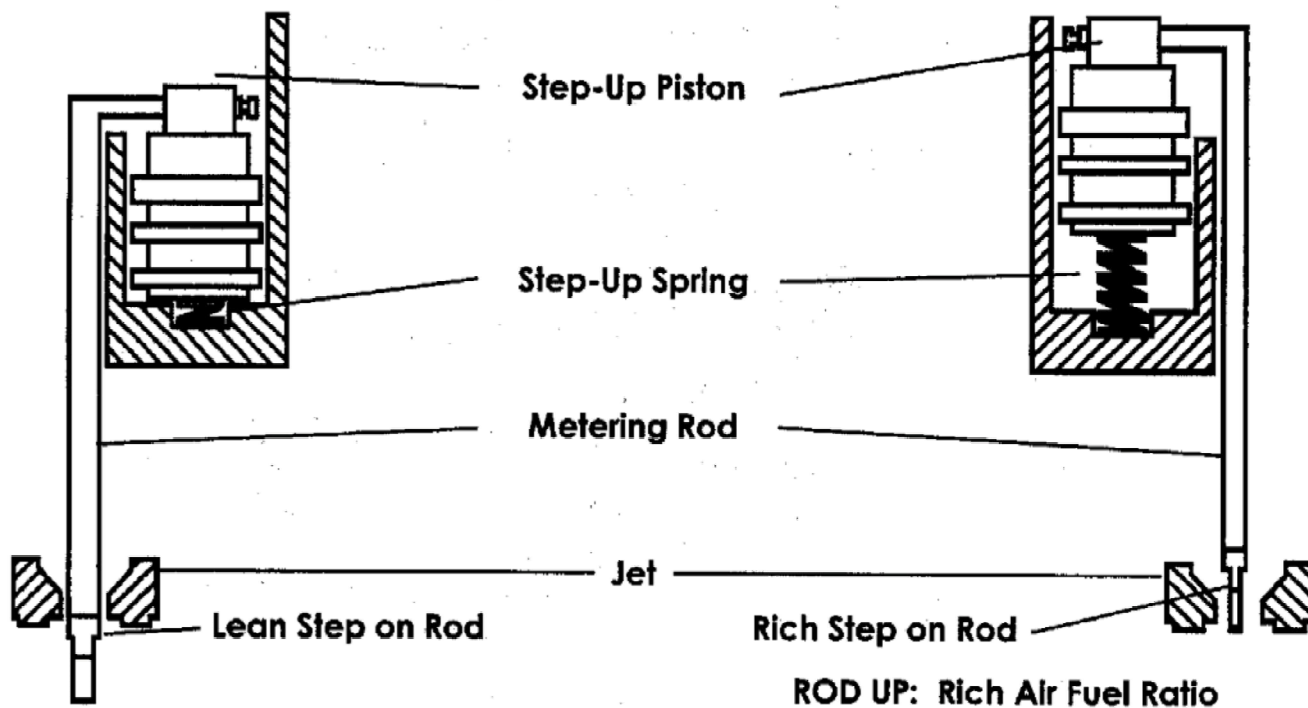 Step-Up Piston
Step-Up Spring
Metering Rod
Jet
Lean Step on Rod
Rich Step on Rod
ROD UP: Rich Air Fuel Ratio